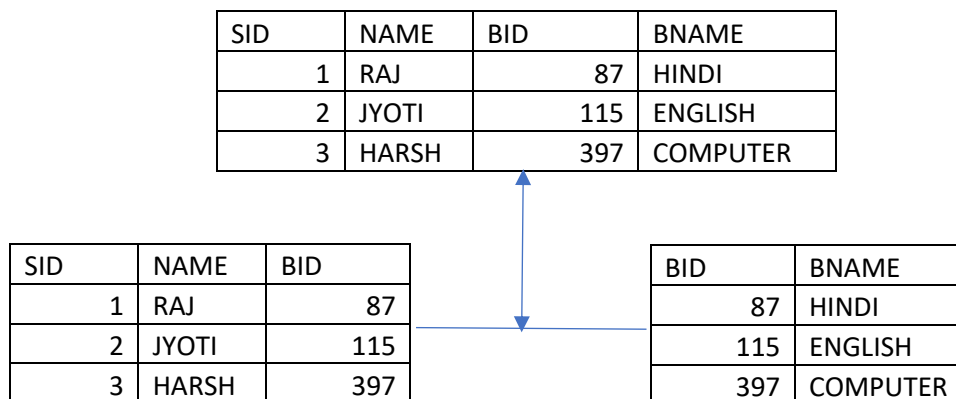 SID NAME BID BNAME
1 RAJ 87 HINDI
2 JYOTI 115 ENGLISH
3 HARSH 397 COMPUTER
SID NAME BID
1 RAJ 87
2 JYOTI 115
3 HARSH 397
BID BNAME
87 HINDI
115 ENGLISH
397 COMPUTER